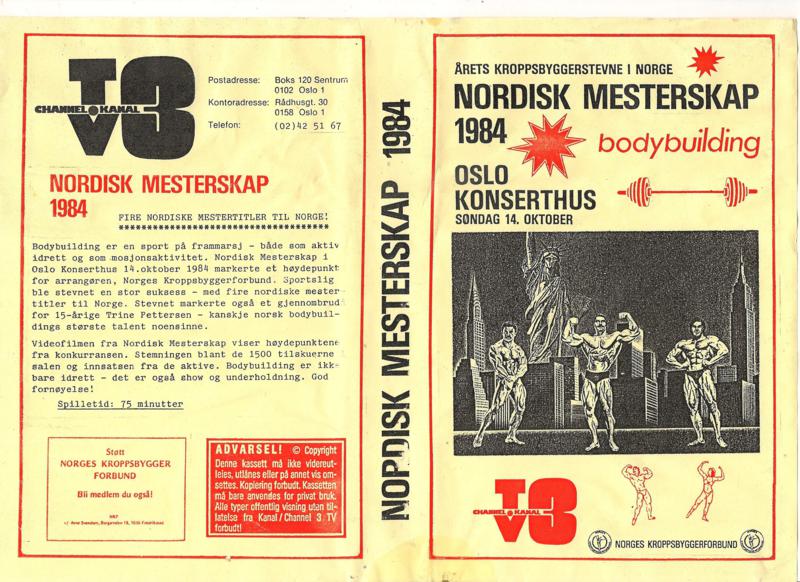 TV3
CHANNEL KANAL
Postadresse: Boks 120 Sentrum
0102 Oslo 1
Kontoradresse: Rådhusgt. 30
0158 Oslo 1
Telefon: (02)42 51 67
NORDISK MESTERSKAP
1984
FIRE NORDISKE MESTERTITLER TIL NORGE!
************************************
Bodybuilding er en sport på frammarsj - både som aktiv
idrett og som mosjonsaktivitet. Nordisk Mesterskap i
Oslo Konserthus 14.oktober 1984 markerte et høydepunkt
for arrangøren, Norges Kroppsbyggerforbund. Sportslig
ble stevnet en stor suksess - med fire nordiske mester-
titler til Norge. Stevnet markerte også et gjennombrud
for 15-årige Trine Pettersen - kanskje norsk bodybuil-
dings største talent noensinne.
Videofilmen fra Nordisk Mesterskap viser høydepunktene
fra konkurransen. Stemningen blant de 1500 tilskuerne
salen og innsatsen fra de aktive. Bodybuilding er ikk-
bare idrett - det er også show og underholdning. God
fornøyelse!
Spilletid: 75 minutter
Støtt
NORGES KROPPSBYGGER
FORBUND
Bli medlem du også!
NKF
ADVARSEL! © Copyright
Denne kassett må ikke videreut-
leies, utlånes eller på annet vis om-
settes. Kopiering forbudt. Kassetten
må bare anvendes for privat bruk.
Alle typer offentlig visning uten til-
latelse fra Kanal/Channel 3 TV
forbudt!
NORDISK MESTERSKAP 1984
ÅRETS KROPPSBYGGERSTEVNE I NORGE
NORDISK MESTERSKAP
1984
bodybuilding
OSLO
KONSERTHUS
SØNDAG 14. OKTOBER
TV3
CHANNEL KANAL
NORGES KROPPSBYGGERFORBUND